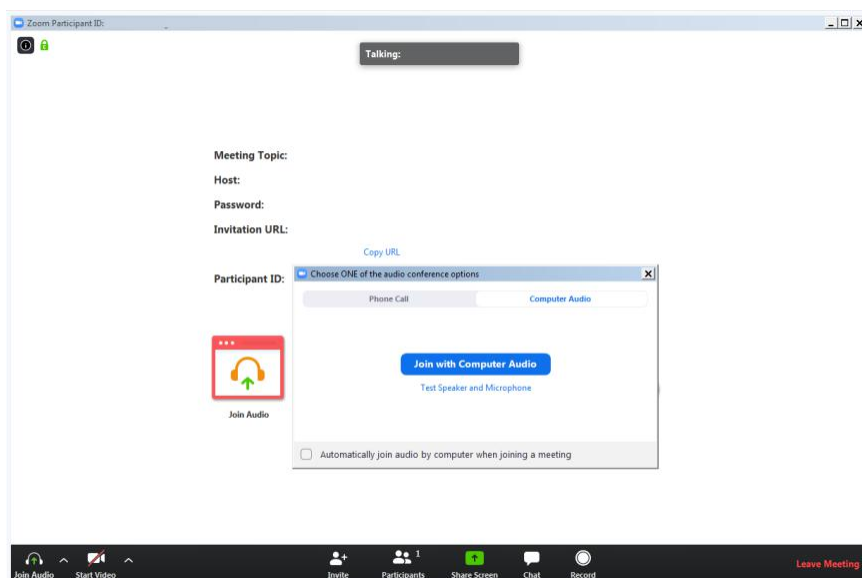 Zoom Participant ID:
Talking:
Meeting Topic:
Host:
Password:
Invitation URL:
Copy URL
Participant ID:
Choose ONE of the audio conference options
Phone Call
Computer Audio
Join with Computer Audio
Test Speaker and Microphone
Automatically join audio by computer when joining a meeting
Join Audio
Join Audio
Start Video
Invite
Participants
1
Share Screen
Chat
Record
Leave Meeting